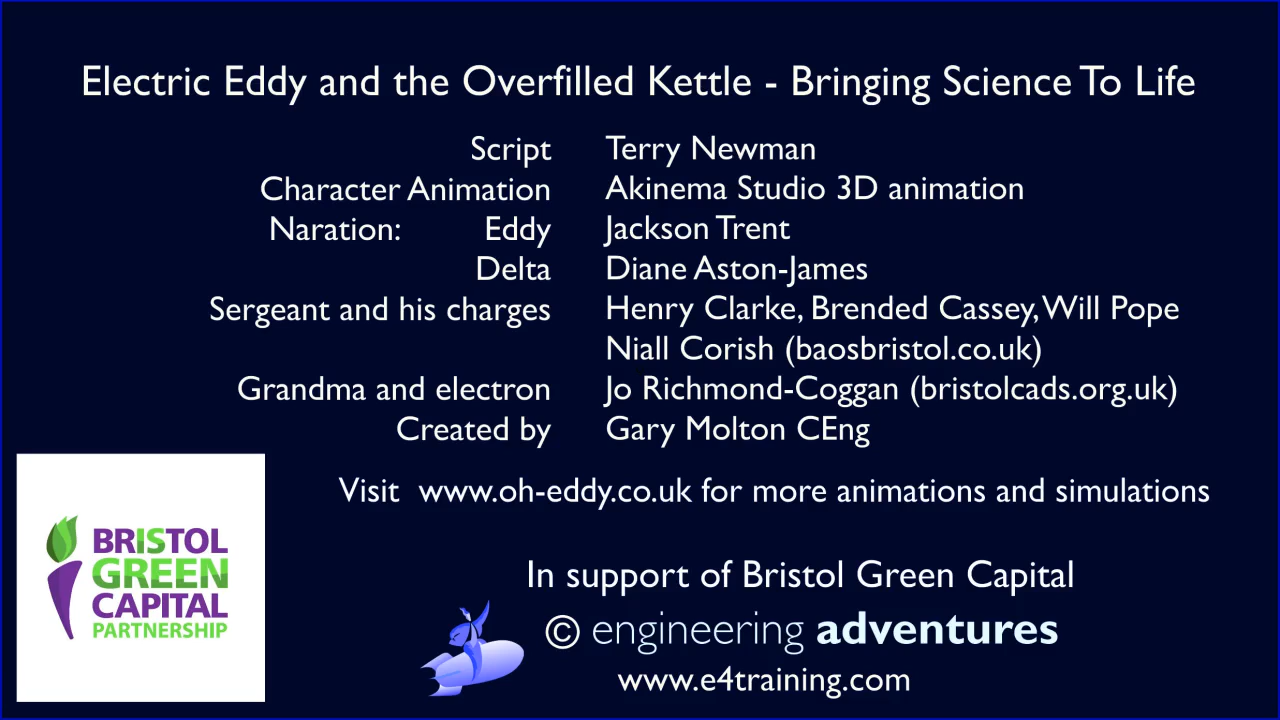 Electric Eddy and the Overfilled Kettle - Bringing Science To Life
Script Terry Newman
Character Animation Akinema Studio 3D animation
Naration: Eddy Jackson Trent
Delta Diane Aston-James
Sergeant and his charges Henry Clarke, Brended Cassey, Will Pope
Niall Corish (baosbristol.co.uk)
Grandma and electron Jo Richmond-Coggan (bristolcads.org.uk)
Created by Gary Molton CEng
Visit www.oh-eddy.co.uk for more animations and simulations
BRISTOL
GREEN
CAPITAL
PARTNERSHIP
In support of Bristol Green Capital
© engineering adventures
www.e4training.com